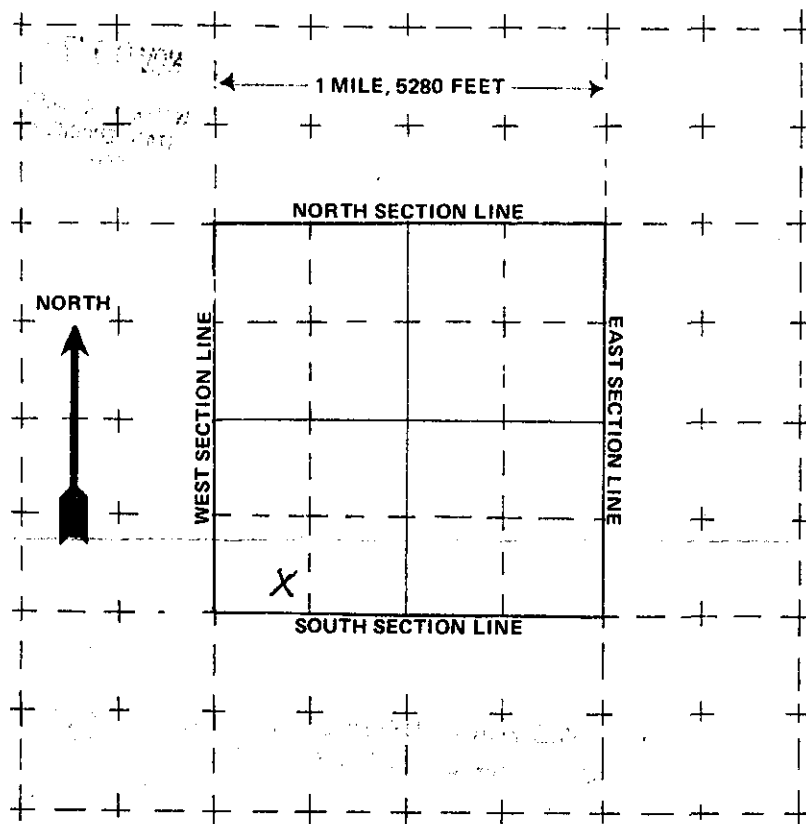 1 MILE, 5280 FEET
NORTH SECTION LINE
NORTH
WEST SECTION LINE
EAST SECTION LINE
X
SOUTH SECTION LINE